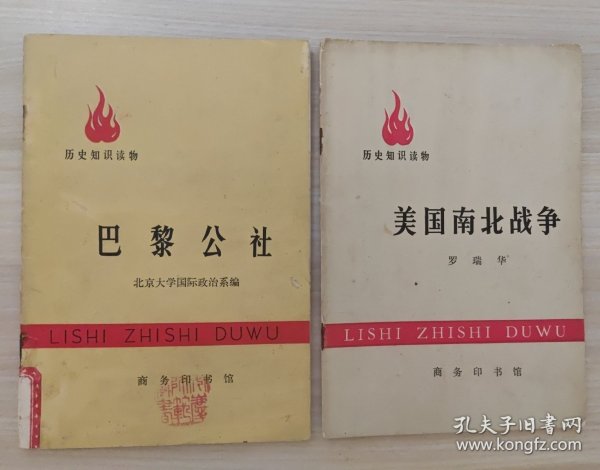 历史知识读物
巴黎公社
北京大学国际政治系编
LISHI ZHISHI DUWU
商务印书馆
历史知识读物
美国南北战争
罗瑞华
LISHI ZHISHI DUWU
商务印书馆
孔夫子旧书网
www.kongfz.com